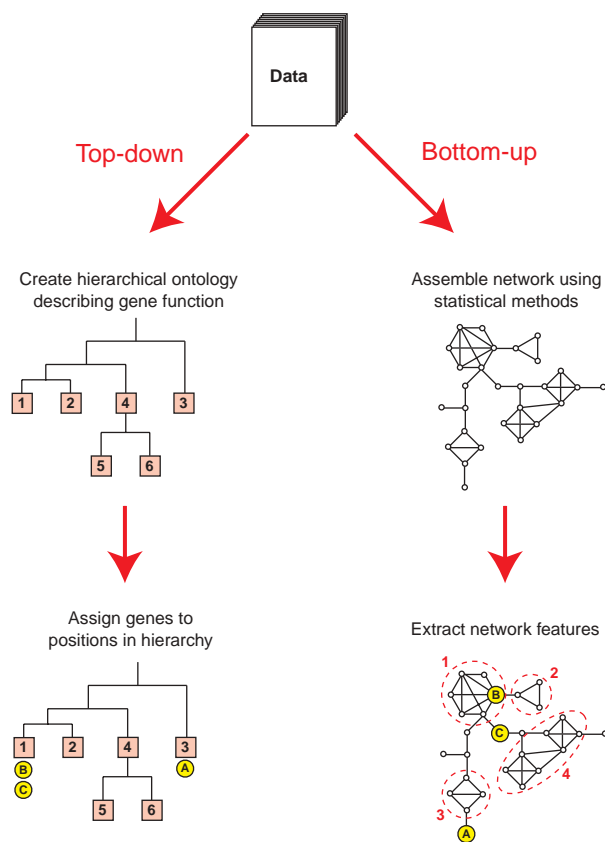 Data
Top-down
Bottom-up
Create hierarchical ontology
describing gene function
1 2 4 3
5 6
Assemble network using
statistical methods
Assign genes to
positions in hierarchy
1 2 4 3
B A
C
5 6
Extract network features
1 2
B
C
4
3
A